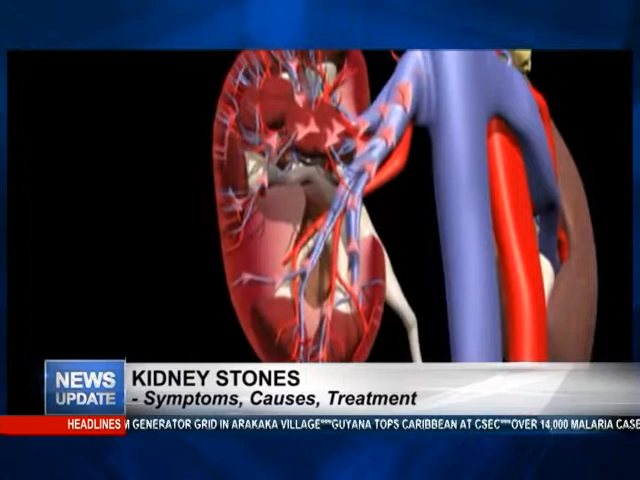 NEWS
UPDATE
KIDNEY STONES
- Symptoms, Causes, Treatment
HEADLINES M GENERATOR GRID IN ARAKAKA VILLAGE***GUYANA TOPS CARIBBEAN AT CSEC***OVER 14,000 MALARIA CASE